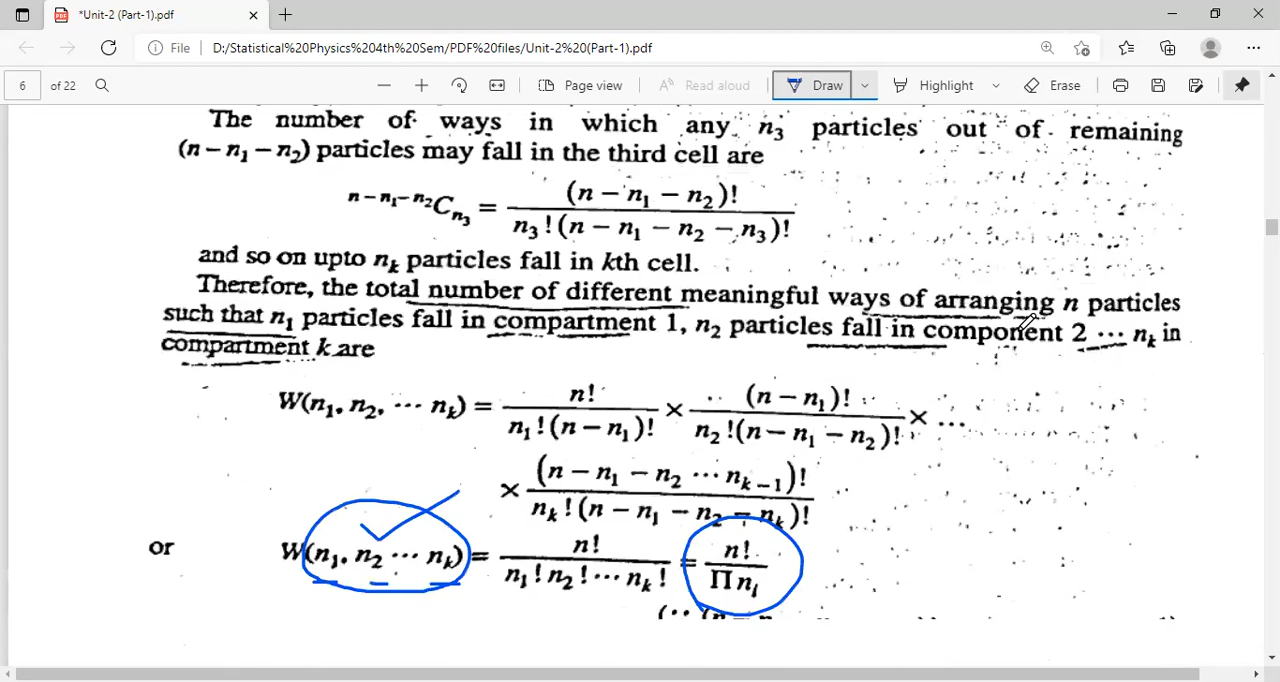 *Unit-2 (Part-1).pdf
File D:/Statistical%20Physics%204th%20Sem/PDF%20files/Unit-2%20(Part-1).pdf
6 of 22 Page view Read aloud Draw Highlight Erase
The number of ways in which any n₃ particles out of remaining
(n − n₁ − n₂) particles may fall in the third cell are
ⁿ⁻ⁿ¹⁻ⁿ²Cₙ₃ = (n − n₁ − n₂)! / n₃! (n − n₁ − n₂ − n₃)!
and so on upto nₖ particles fall in kth cell.
Therefore, the total number of different meaningful ways of arranging n particles
such that n₁ particles fall in compartment 1, n₂ particles fall in component 2 ⋯ nₖ in
compartment k are
W(n₁, n₂, ⋯ nₖ) = n! / n₁! (n − n₁)! × (n − n₁)! / n₂! (n − n₁ − n₂)! × ⋯
× (n − n₁ − n₂ ⋯ nₖ₋₁)! / nₖ! (n − n₁ − n₂ − nₖ)!
or W(n₁, n₂ ⋯ nₖ) = n! / n₁! n₂! ⋯ nₖ! = n! / Π nᵢ